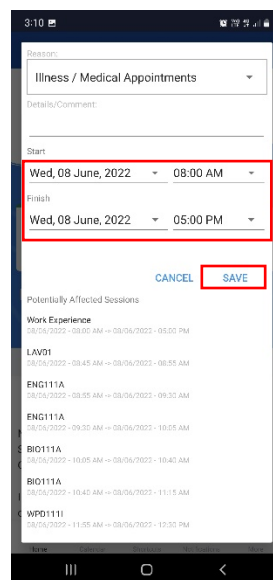 3:10
Reason:
Illness / Medical Appointments
Details/Comment:
Start
Wed, 08 June, 2022 08:00 AM
Finish
Wed, 08 June, 2022 05:00 PM
CANCEL SAVE
Potentially Affected Sessions
Work Experience
08/06/2022 - 08:00 AM -> 08/06/2022 - 05:00 PM
LAV01
08/06/2022 - 08:45 AM -> 08/06/2022 - 08:55 AM
ENG111A
08/06/2022 - 08:55 AM -> 08/06/2022 - 09:30 AM
ENG111A
08/06/2022 - 09:30 AM -> 08/06/2022 - 10:05 AM
BIO111A
08/06/2022 - 10:05 AM -> 08/06/2022 - 10:40 AM
BIO111A
08/06/2022 - 10:40 AM -> 08/06/2022 - 11:15 AM
WPD111I
08/06/2022 - 11:55 AM -> 08/06/2022 - 12:30 PM
Home Calendar Notifications More